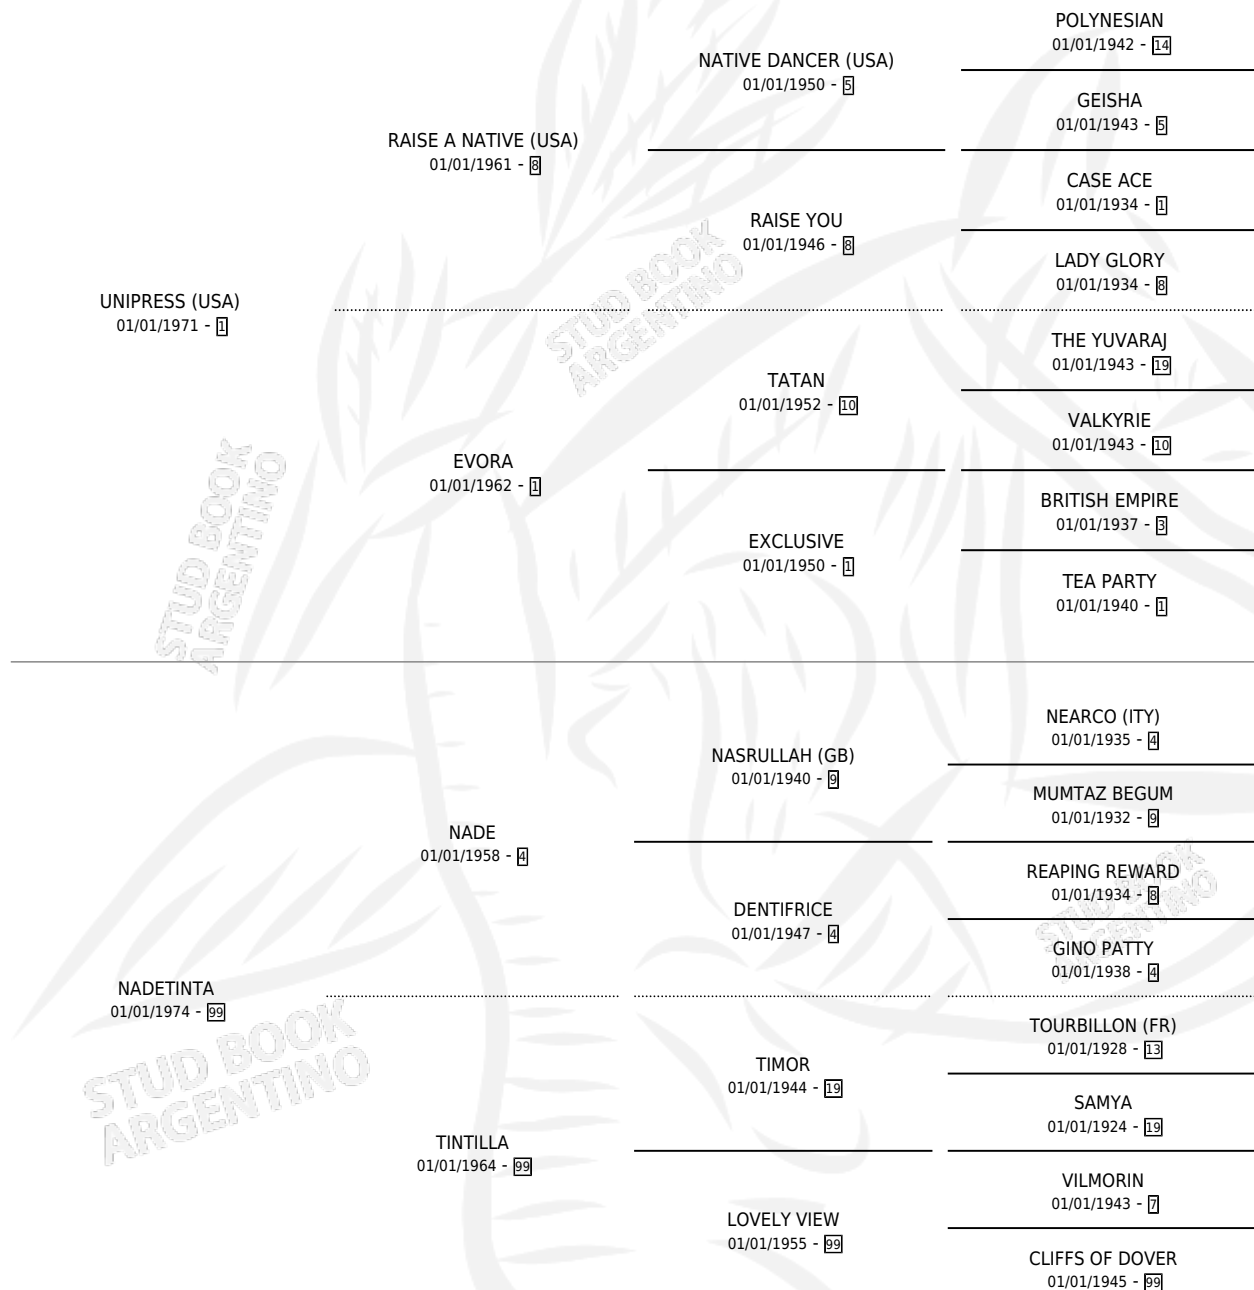 POLYNESIAN
01/01/1942 - 14
NATIVE DANCER (USA)
01/01/1950 - 5
GEISHA
01/01/1943 - 5
RAISE A NATIVE (USA)
01/01/1961 - 8
CASE ACE
01/01/1934 - 1
RAISE YOU
01/01/1946 - 8
LADY GLORY
01/01/1934 - 8
UNIPRESS (USA)
01/01/1971 - 1
THE YUVARAJ
01/01/1943 - 19
TATAN
01/01/1952 - 10
VALKYRIE
01/01/1943 - 10
EVORA
01/01/1962 - 1
BRITISH EMPIRE
01/01/1937 - 3
EXCLUSIVE
01/01/1950 - 1
TEA PARTY
01/01/1940 - 1
NEARCO (ITY)
01/01/1935 - 4
NASRULLAH (GB)
01/01/1940 - 9
MUMTAZ BEGUM
01/01/1932 - 9
NADE
01/01/1958 - 4
REAPING REWARD
01/01/1934 - 8
DENTIFRICE
01/01/1947 - 4
GINO PATTY
01/01/1938 - 4
NADETINTA
01/01/1974 - 99
TOURBILLON (FR)
01/01/1928 - 13
TIMOR
01/01/1944 - 19
SAMYA
01/01/1924 - 19
TINTILLA
01/01/1964 - 99
VILMORIN
01/01/1943 - 7
LOVELY VIEW
01/01/1955 - 99
CLIFFS OF DOVER
01/01/1945 - 99
STUD BOOK
ARGENTINO
STUD BOOK
ARGENTINO
STUD BOOK
ARGENTINO
STUD BOOK
ARGENTINO